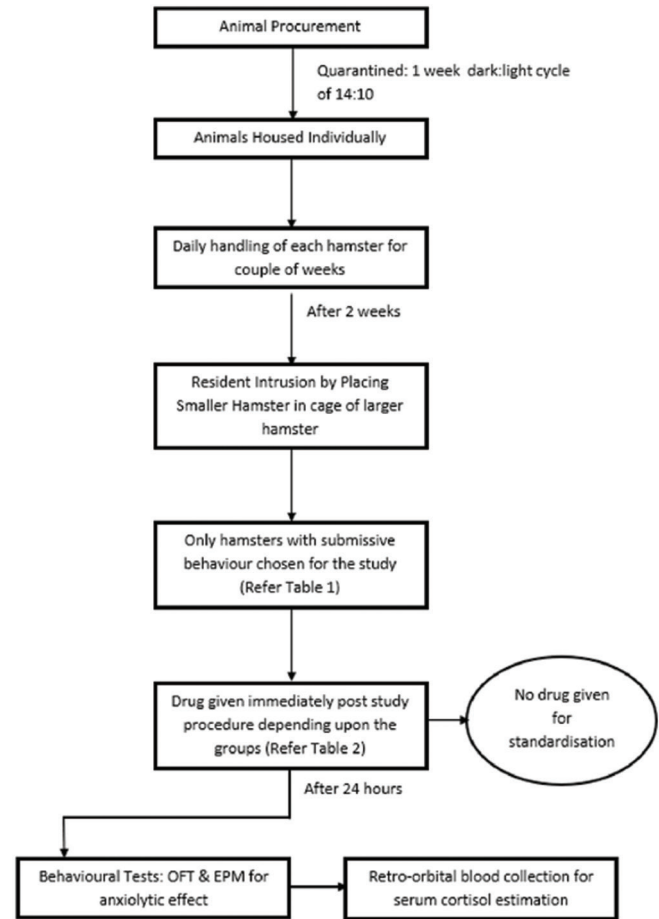 Animal Procurement
Quarantined: 1 week dark:light cycle
of 14:10
Animals Housed Individually
Daily handling of each hamster for
couple of weeks
After 2 weeks
Resident Intrusion by Placing
Smaller Hamster in cage of larger
hamster
Only hamsters with submissive
behaviour chosen for the study
(Refer Table 1)
Drug given immediately post study
procedure depending upon the
groups (Refer Table 2)
No drug given
for
standardisation
After 24 hours
Behavioural Tests: OFT & EPM for
anxiolytic effect
Retro-orbital blood collection for
serum cortisol estimation